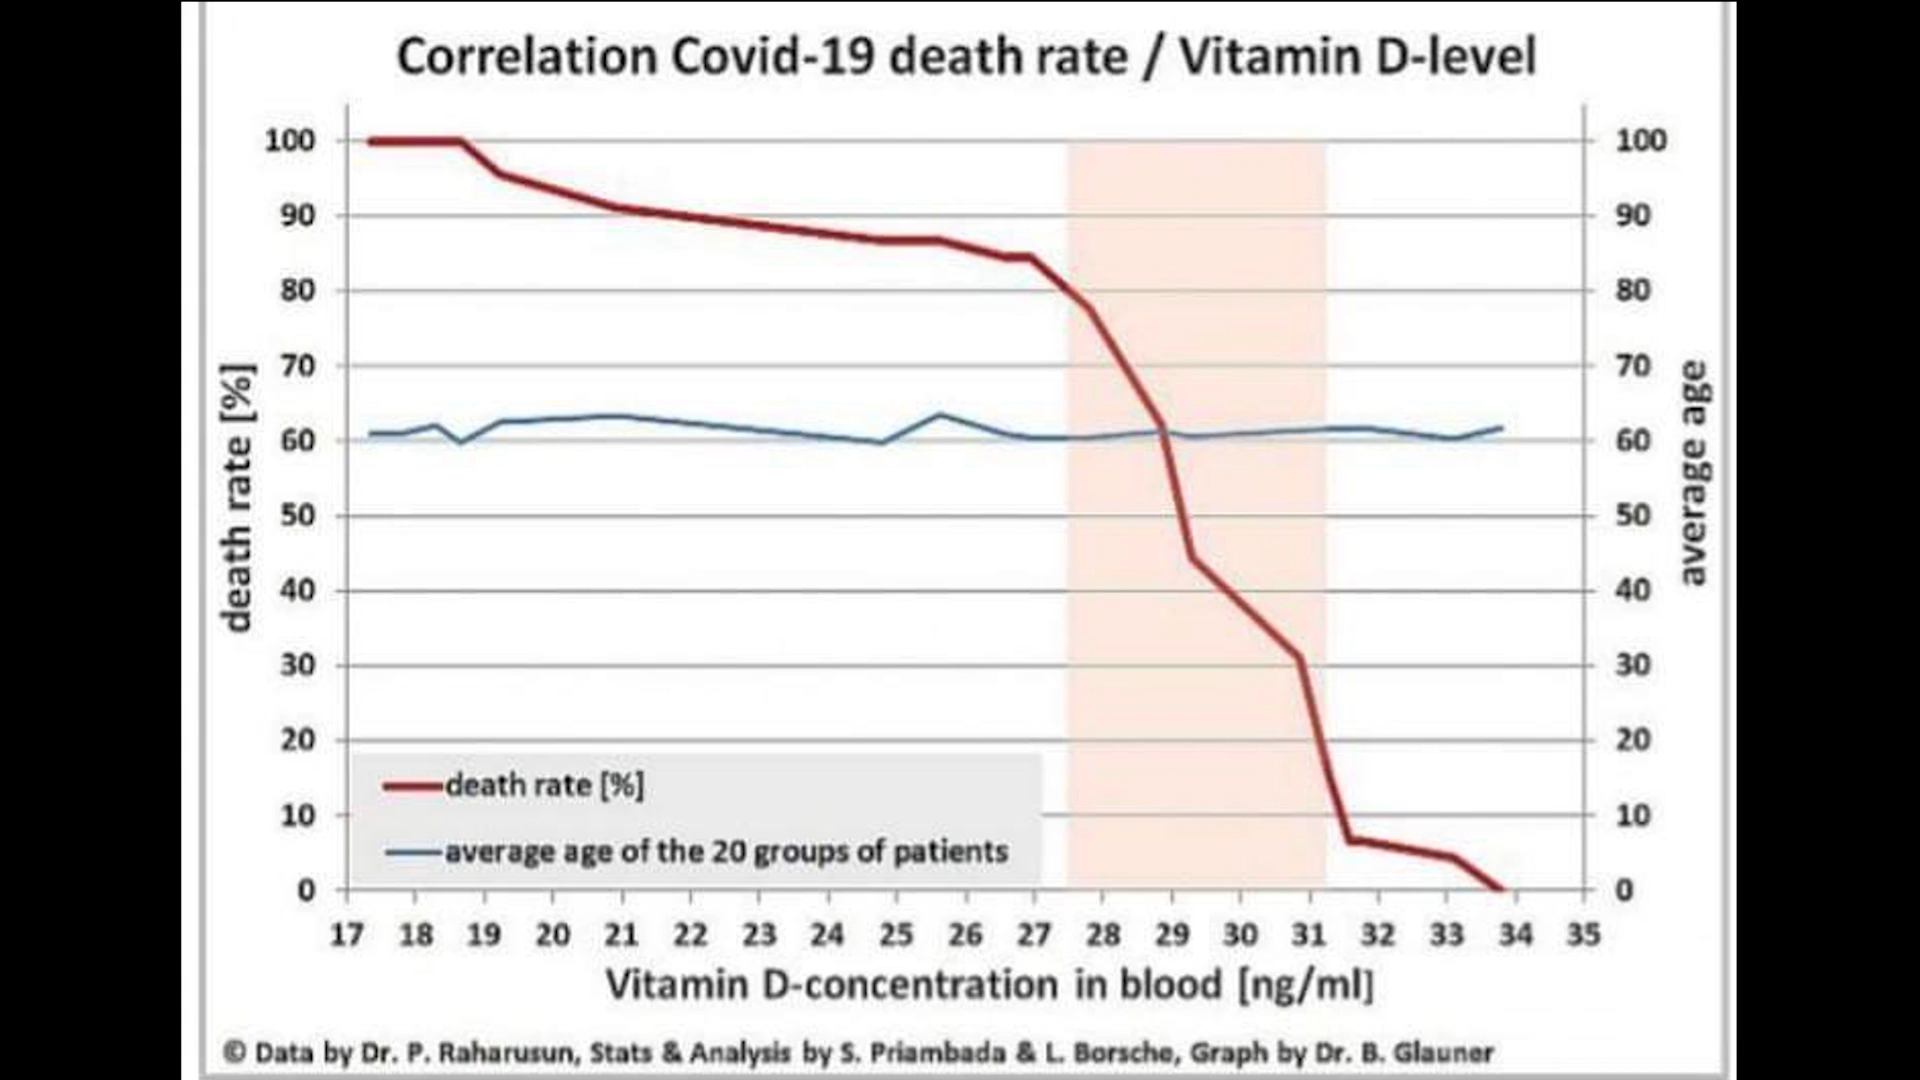 Correlation Covid-19 death rate / Vitamin D-level
100
90
80
70
60
50
40
30
20
10
0
death rate [%]
100
90
80
70
60
50
40
30
20
10
0
average age
death rate [%]
average age of the 20 groups of patients
17 18 19 20 21 22 23 24 25 26 27 28 29 30 31 32 33 34 35
Vitamin D-concentration in blood [ng/ml]
© Data by Dr. P. Raharusun, Stats & Analysis by S. Priambada & L. Borsche, Graph by Dr. B. Glauner